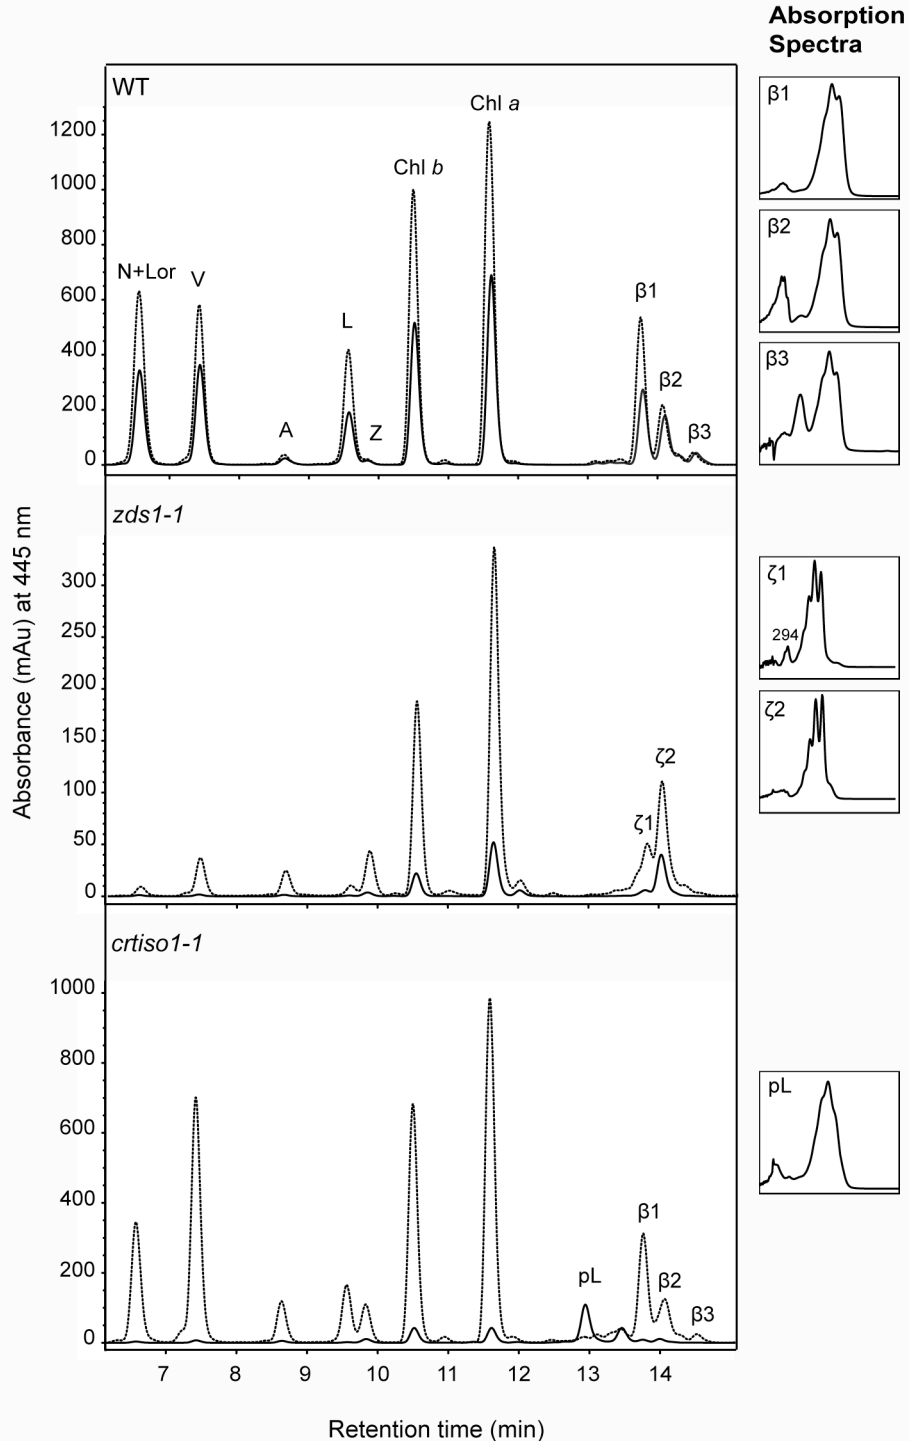 Absorption
Spectra
WT
Chl a
Chl b
N+Lor
V
L
A
Z
β1
β2
β3
1200
1000
800
600
400
200
0
β1
β2
β3
Absorbance (mAu) at 445 nm
zds1-1
300
250
200
150
100
50
0
ζ1
ζ2
ζ1
294
ζ2
crtiso1-1
1000
800
600
400
200
0
pL
β1
β2
β3
pL
7 8 9 10 11 12 13 14
Retention time (min)